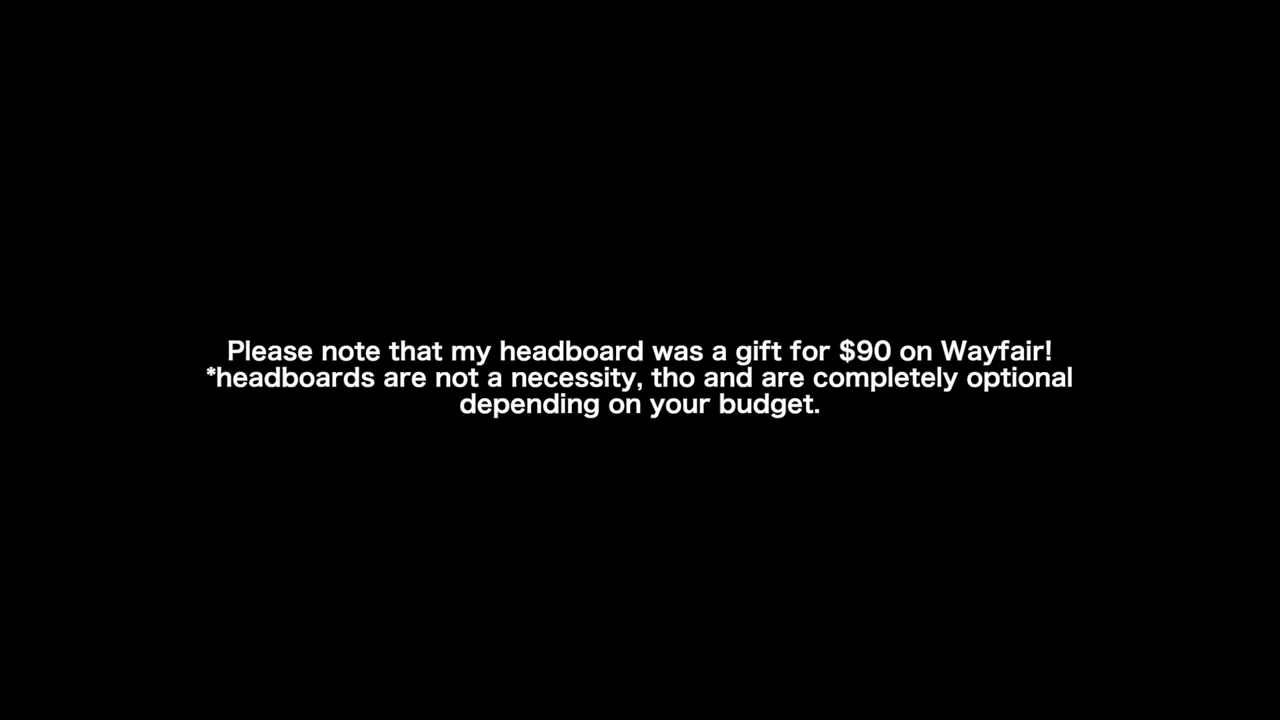 Please note that my headboard was a gift for $90 on Wayfair!
*headboards are not a necessity, tho and are completely optional
depending on your budget.